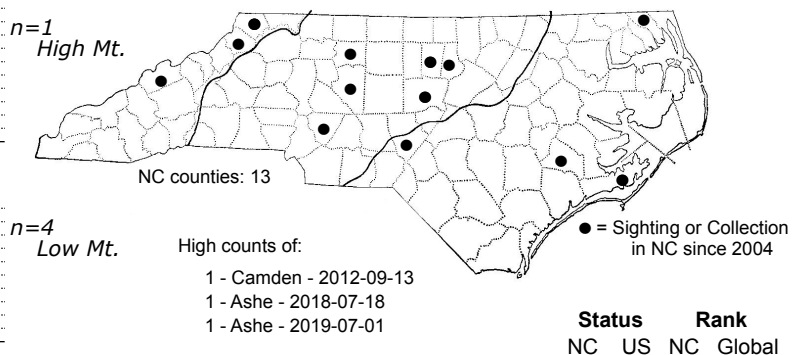 n=1
High Mt.
NC counties: 13
n=4
Low Mt.
High counts of:
1 - Camden - 2012-09-13
1 - Ashe - 2018-07-18
1 - Ashe - 2019-07-01
● = Sighting or Collection
in NC since 2004
Status Rank
NC US NC Global